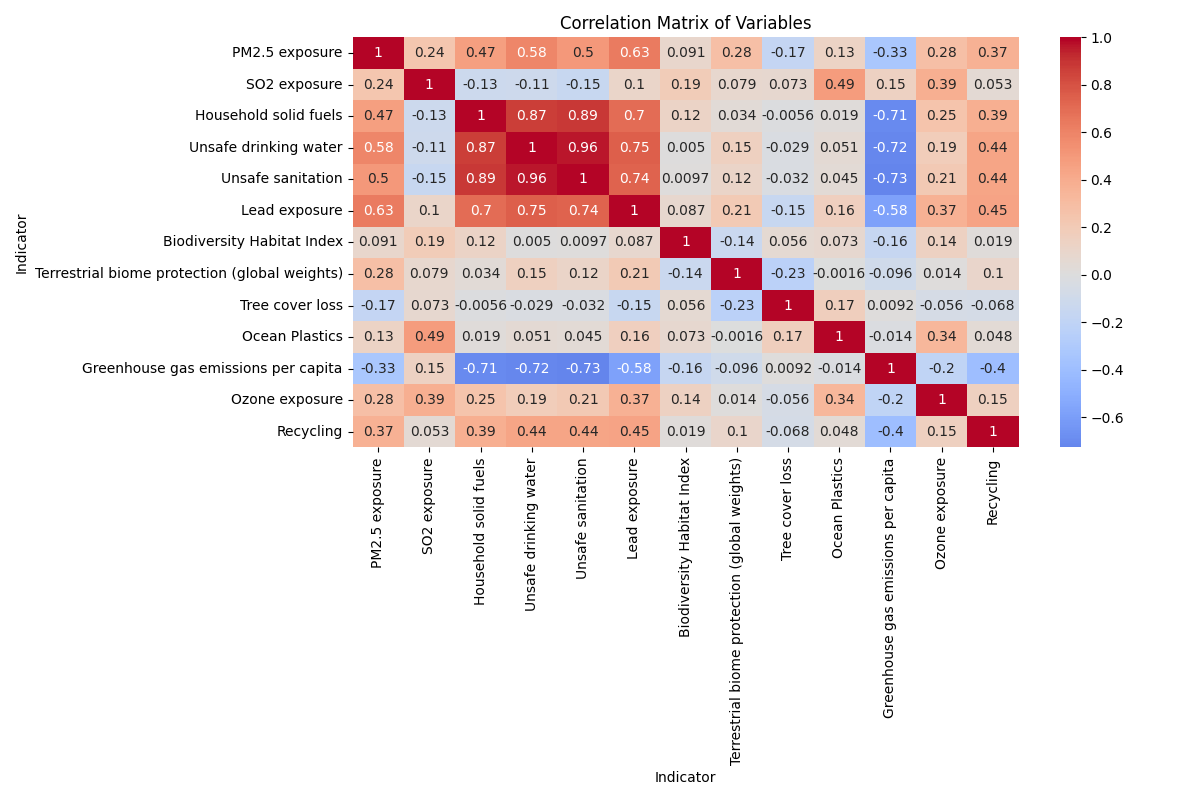 Correlation Matrix of Variables
PM2.5 exposure 1 0.24 0.47 0.58 0.5 0.63 0.091 0.28 -0.17 0.13 -0.33 0.28 0.37
SO2 exposure 0.24 1 -0.13 -0.11 -0.15 0.1 0.19 0.079 0.073 0.49 0.15 0.39 0.053
Household solid fuels 0.47 -0.13 1 0.87 0.89 0.7 0.12 0.034 -0.0056 0.019 -0.71 0.25 0.39
Unsafe drinking water 0.58 -0.11 0.87 1 0.96 0.75 0.005 0.15 -0.029 0.051 -0.72 0.19 0.44
Unsafe sanitation 0.5 -0.15 0.89 0.96 1 0.74 0.0097 0.12 -0.032 0.045 -0.73 0.21 0.44
Lead exposure 0.63 0.1 0.7 0.75 0.74 1 0.087 0.21 -0.15 0.16 -0.58 0.37 0.45
Biodiversity Habitat Index 0.091 0.19 0.12 0.005 0.0097 0.087 1 -0.14 0.056 0.073 -0.16 0.14 0.019
Terrestrial biome protection (global weights) 0.28 0.079 0.034 0.15 0.12 0.21 -0.14 1 -0.23 -0.0016 -0.096 0.014 0.1
Tree cover loss -0.17 0.073 -0.0056 -0.029 -0.032 -0.15 0.056 -0.23 1 0.17 0.0092 -0.056 -0.068
Ocean Plastics 0.13 0.49 0.019 0.051 0.045 0.16 0.073 -0.0016 0.17 1 -0.014 0.34 0.048
Greenhouse gas emissions per capita -0.33 0.15 -0.71 -0.72 -0.73 -0.58 -0.16 -0.096 0.0092 -0.014 1 -0.2 -0.4
Ozone exposure 0.28 0.39 0.25 0.19 0.21 0.37 0.14 0.014 -0.056 0.34 -0.2 1 0.15
Recycling 0.37 0.053 0.39 0.44 0.44 0.45 0.019 0.1 -0.068 0.048 -0.4 0.15 1
Indicator
PM2.5 exposure
SO2 exposure
Household solid fuels
Unsafe drinking water
Unsafe sanitation
Lead exposure
Biodiversity Habitat Index
Terrestrial biome protection (global weights)
Tree cover loss
Ocean Plastics
Greenhouse gas emissions per capita
Ozone exposure
Recycling
Indicator
1.0
0.8
0.6
0.4
0.2
0.0
−0.2
−0.4
−0.6